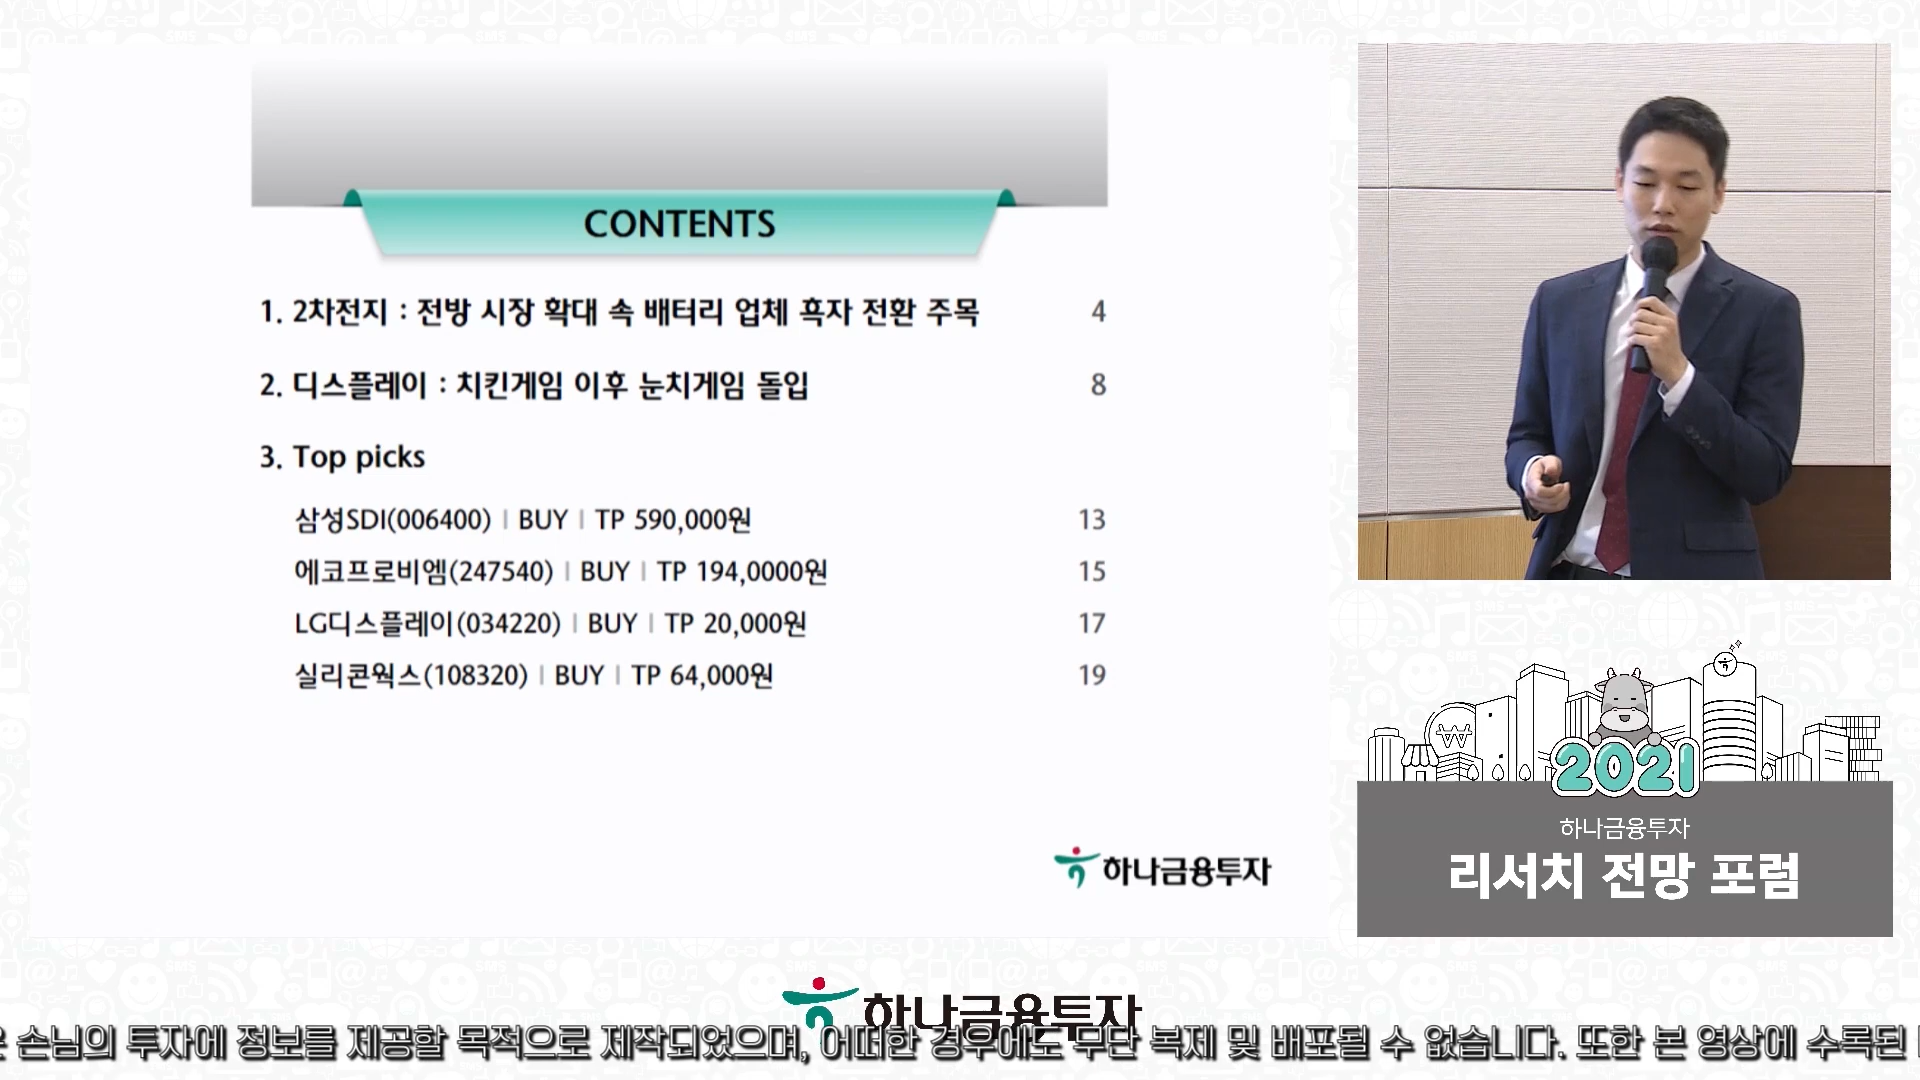 CONTENTS
1. 2차전지 : 전방 시장 확대 속 배터리 업체 흑자 전환 주목 4
2. 디스플레이 : 치킨게임 이후 눈치게임 돌입 8
3. Top picks
삼성SDI(006400) | BUY | TP 590,000원 13
에코프로비엠(247540) | BUY | TP 194,0000원 15
LG디스플레이(034220) | BUY | TP 20,000원 17
실리콘웍스(108320) | BUY | TP 64,000원 19
하나금융투자
2021
하나금융투자
리서치 전망 포럼
하나금융투자
손님의 투자에 정보를 제공할 목적으로 제작되었으며, 어떠한 경우에도 무단 복제 및 배포될 수 없습니다. 또한 본 영상에 수록된